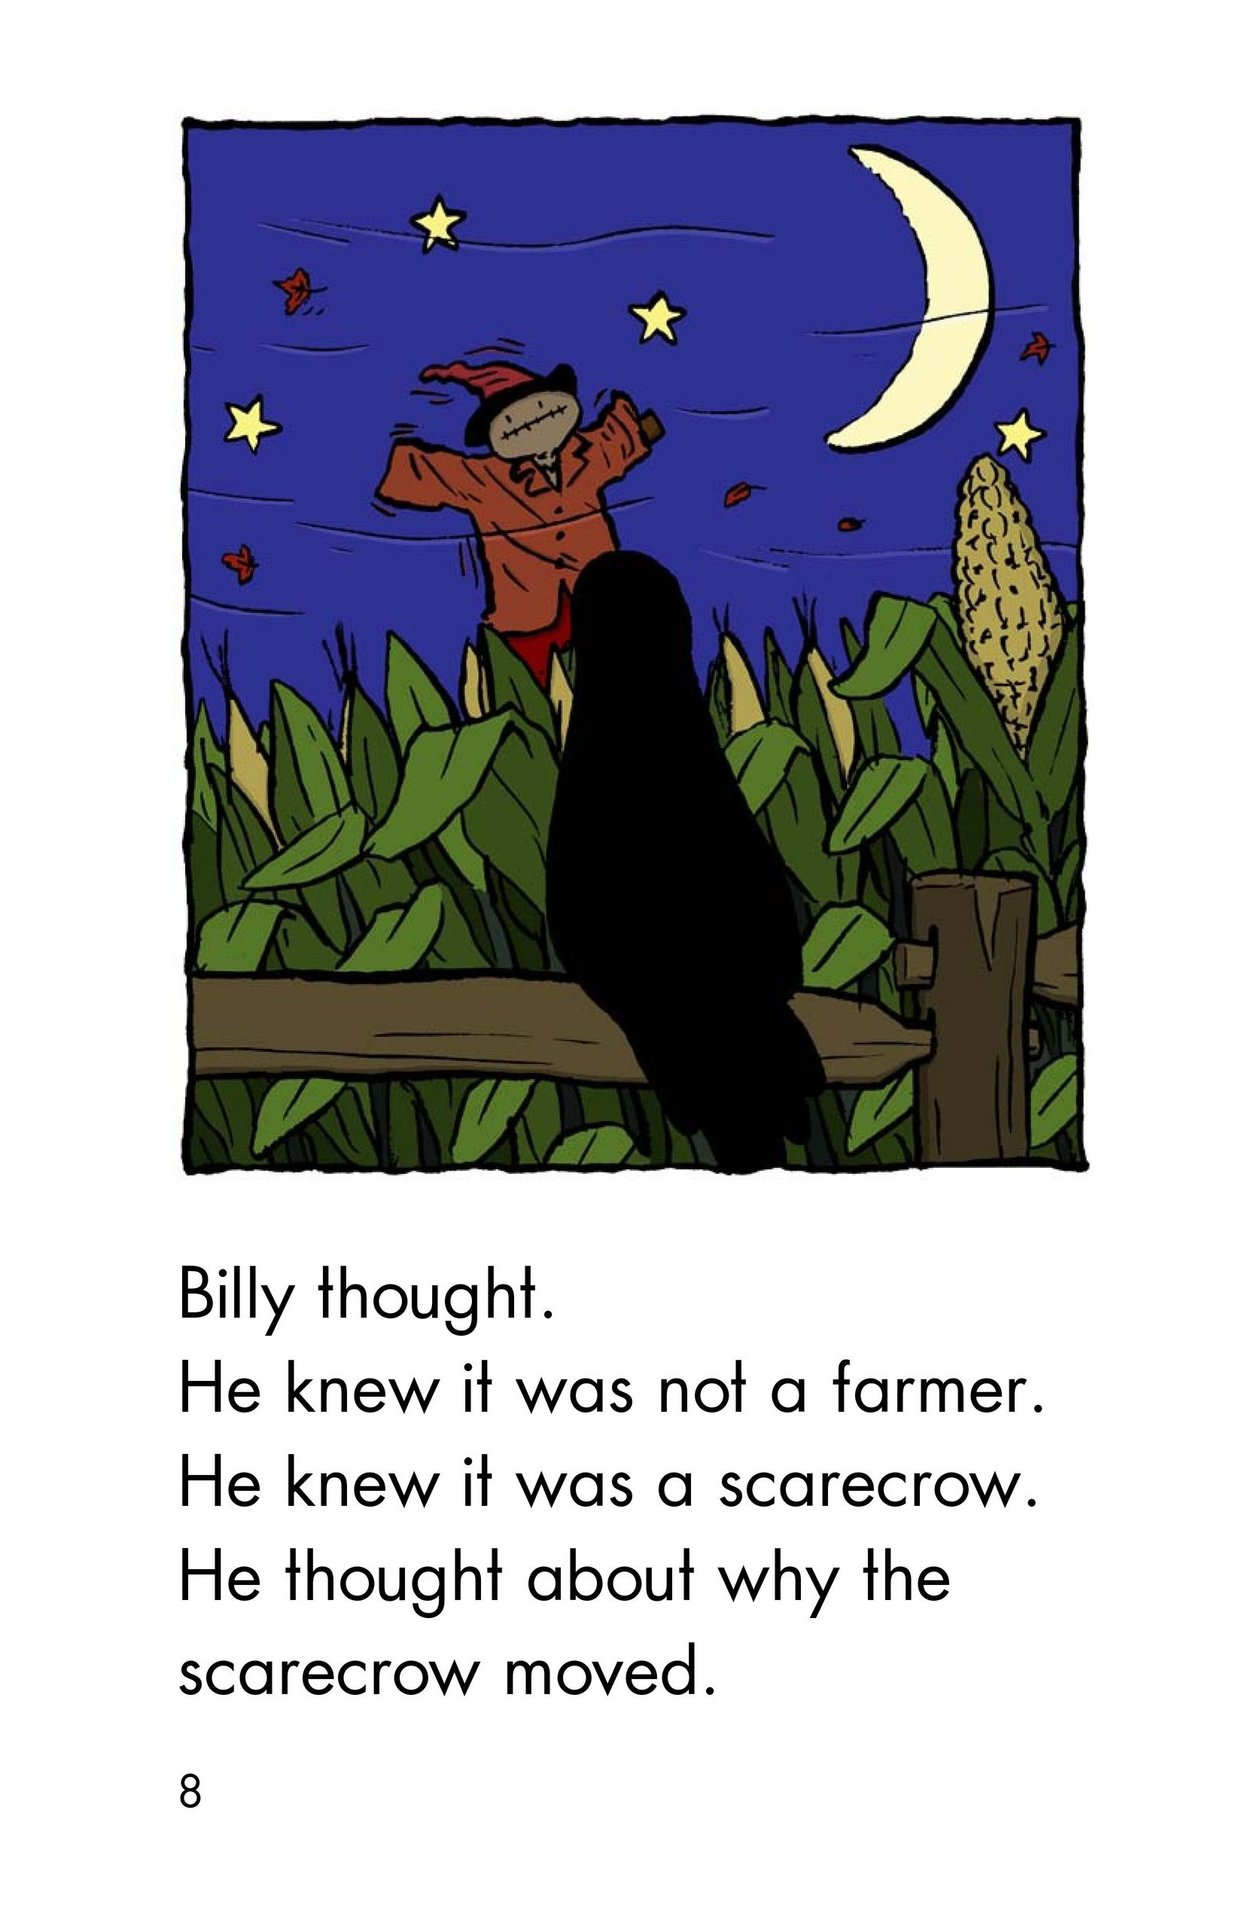 Billy thought.
He knew it was not a farmer.
He knew it was a scarecrow.
He thought about why the
scarecrow moved.
8